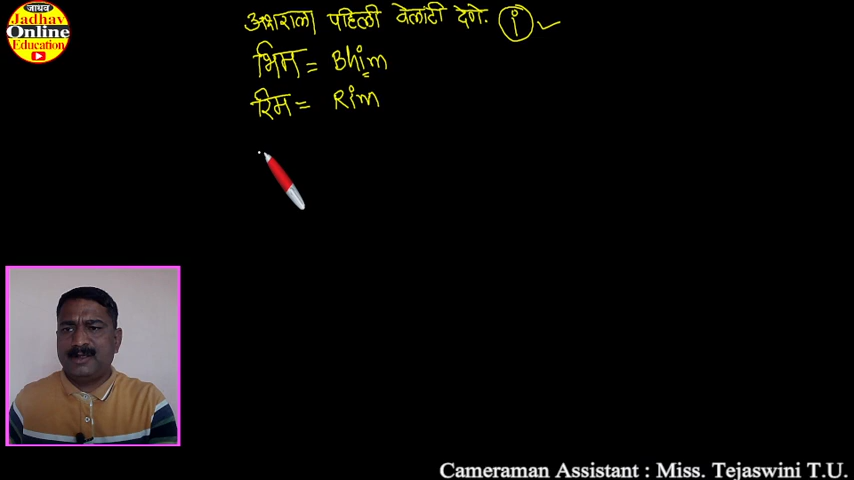 जाधव
Jadhav
Online
Education
अक्षराला पहिली वेलांटी देणे. i
भिम = Bhim
रिम = Rim
Cameraman Assistant : Miss. Tejaswini T.U.